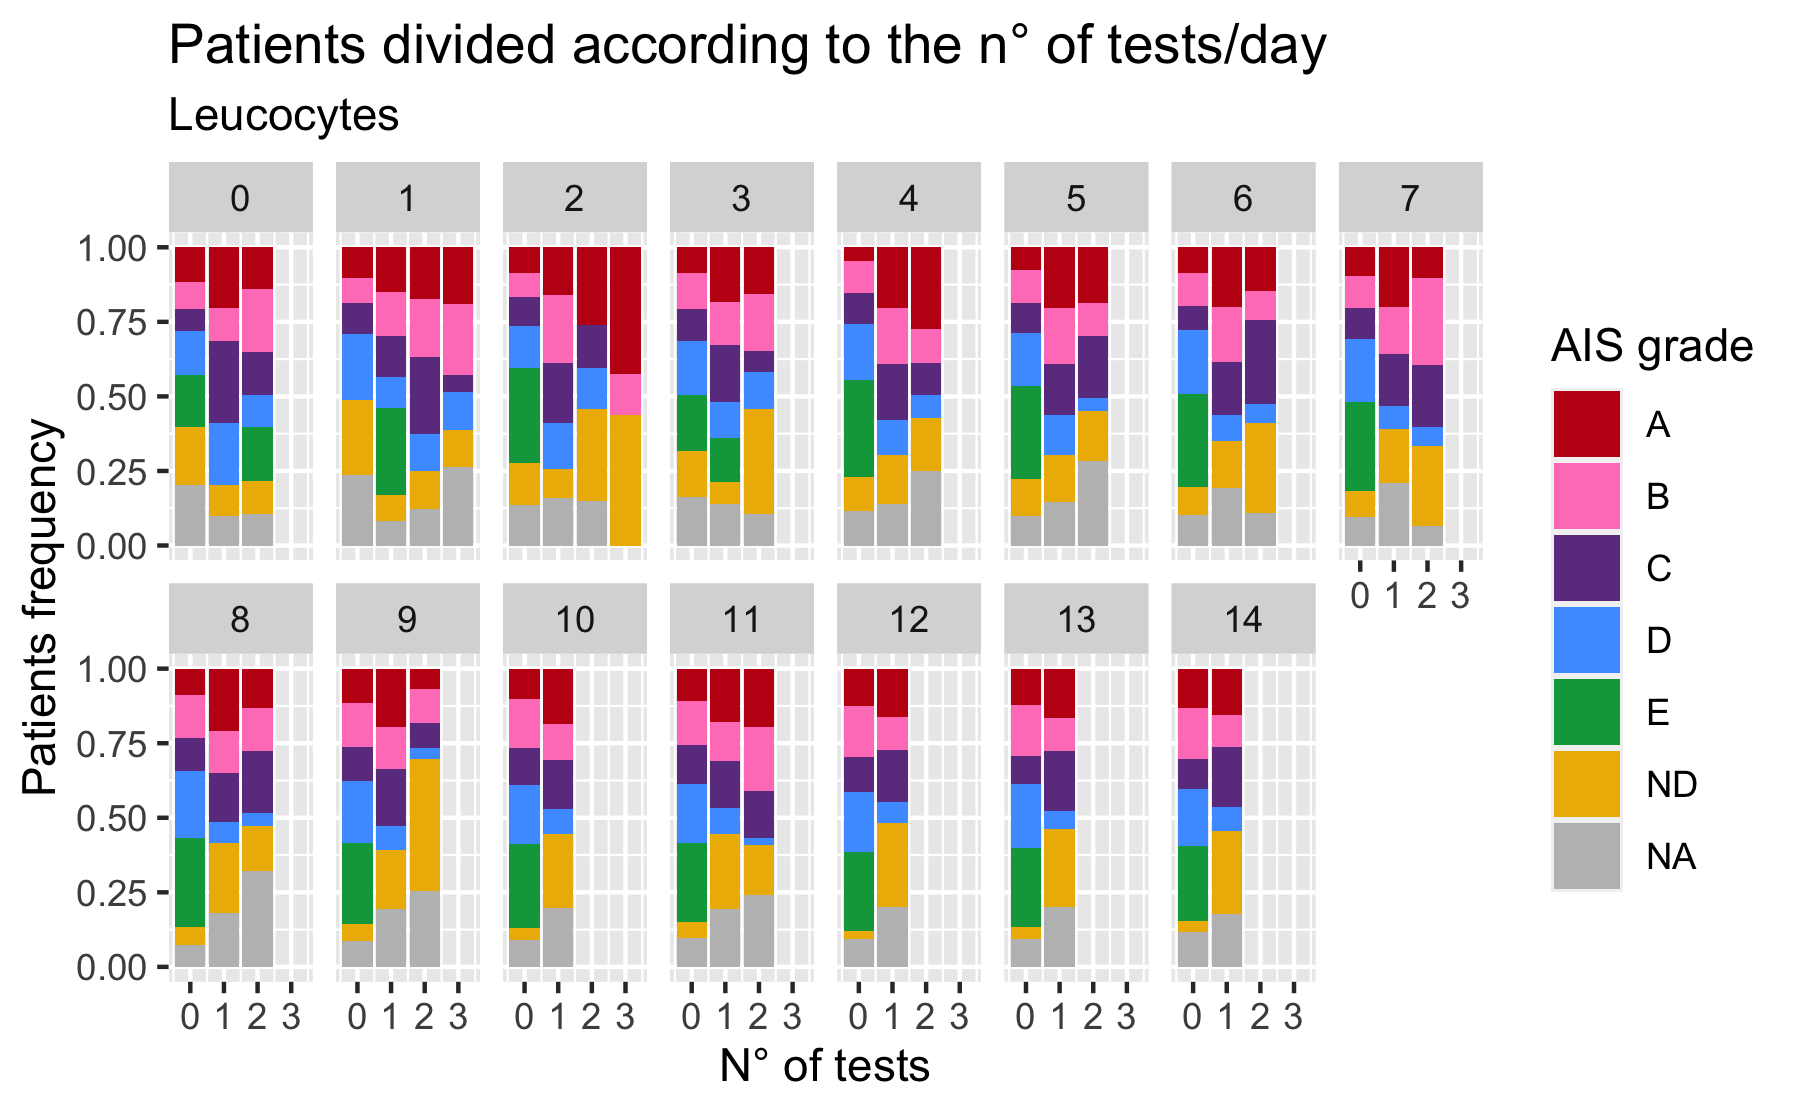 Patients divided according to the n° of tests/day
Leucocytes
0 1 2 3 4 5 6 7
1.00
0.75
0.50
0.25
0.00
0 1 2 3
8 9 10 11 12 13 14
1.00
0.75
0.50
0.25
0.00
0 1 2 3 0 1 2 3 0 1 2 3 0 1 2 3 0 1 2 3 0 1 2 3 0 1 2 3
N° of tests
Patients frequency
AIS grade
A
B
C
D
E
ND
NA